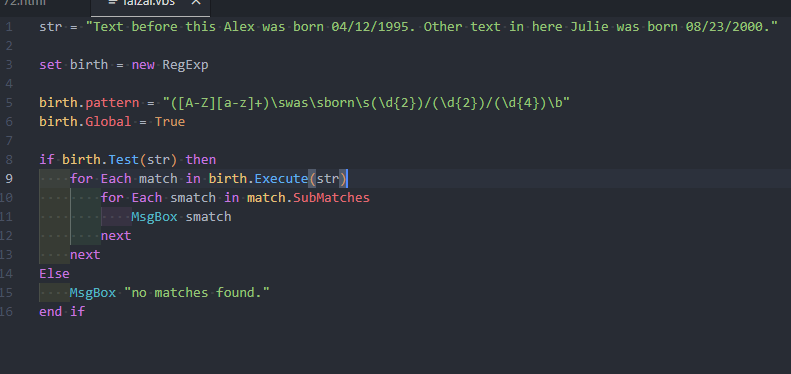 72.html faizal.vbs
1 str = "Text before this Alex was born 04/12/1995. Other text in here Julie was born 08/23/2000."
2
3 set birth = new RegExp
4
5 birth.pattern = "([A-Z][a-z]+)\swas\sborn\s(\d{2})/(\d{2})/(\d{4})\b"
6 birth.Global = True
7
8 if birth.Test(str) then
9 for Each match in birth.Execute(str)
10 for Each smatch in match.SubMatches
11 MsgBox smatch
12 next
13 next
14 Else
15 MsgBox "no matches found."
16 end if